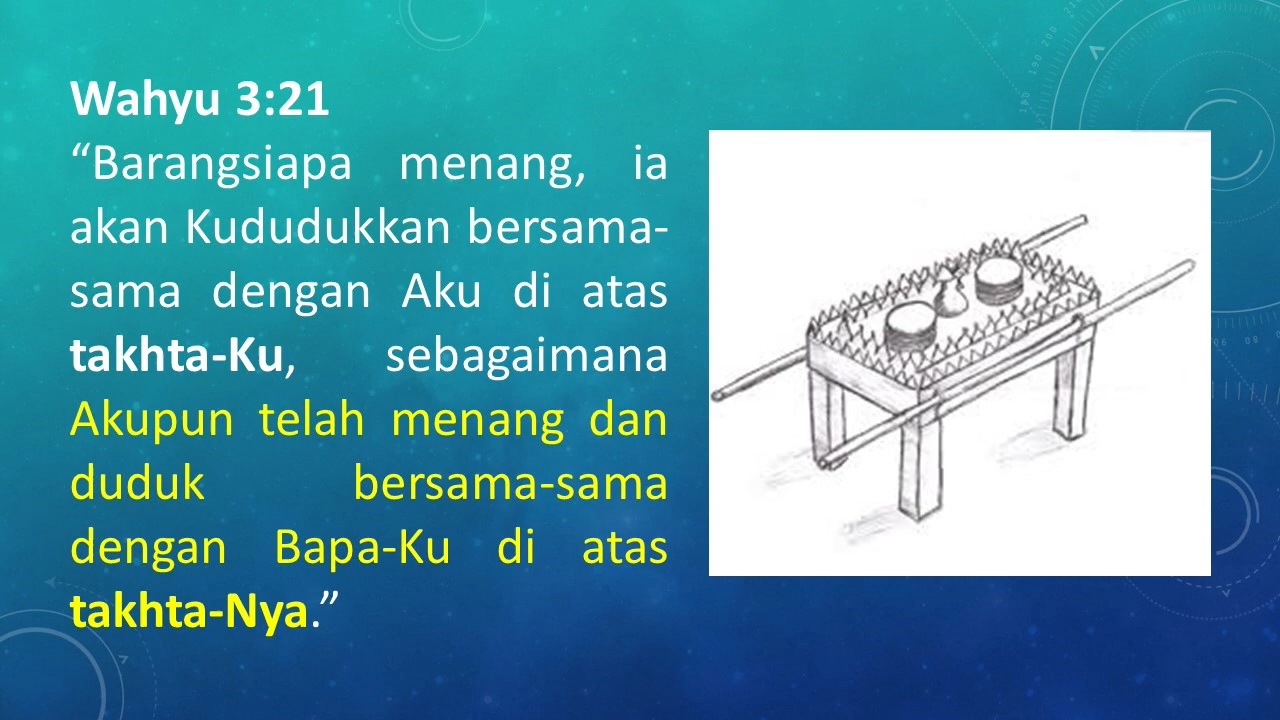 Wahyu 3:21
“Barangsiapa menang, ia
akan Kududukkan bersama-
sama dengan Aku di atas
takhta-Ku, sebagaimana
Akupun telah menang dan
duduk bersama-sama
dengan Bapa-Ku di atas
takhta-Nya.”